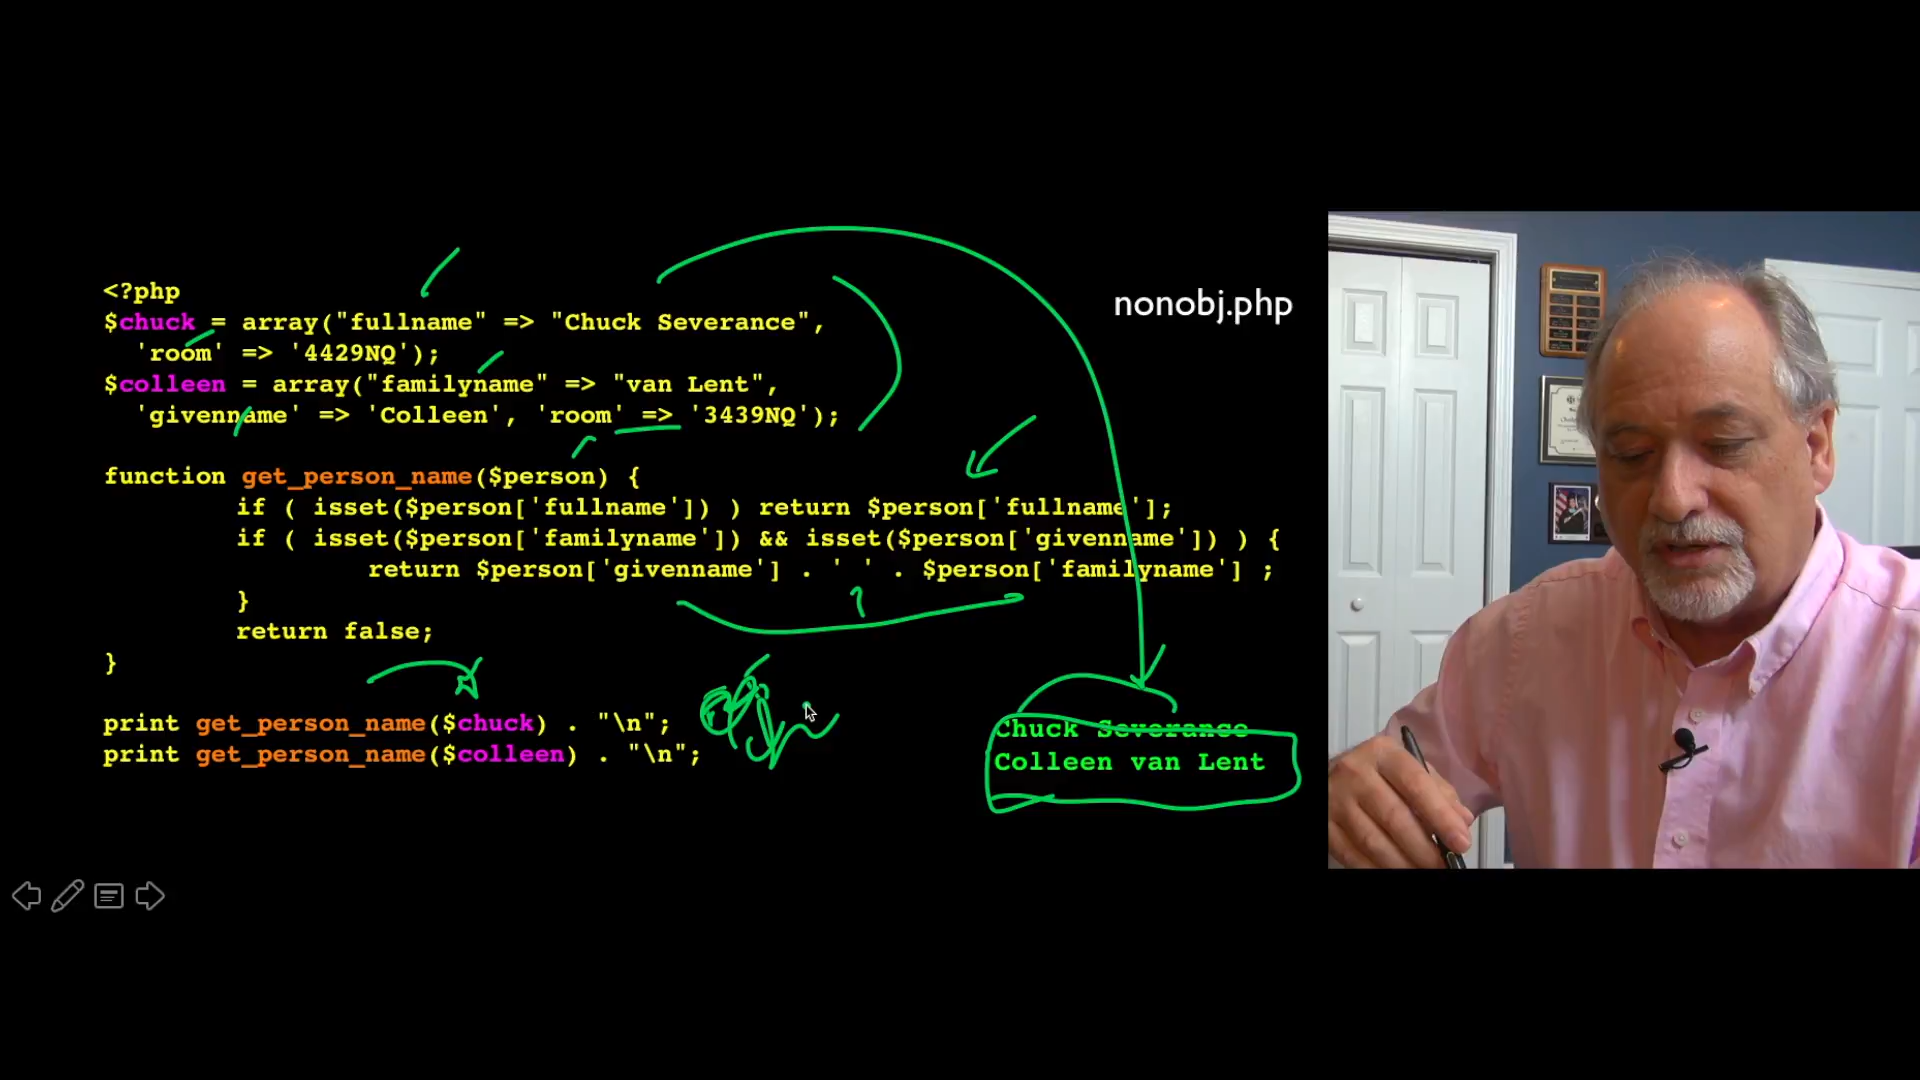 nonobj.php
<?php
$chuck = array("fullname" => "Chuck Severance",
'room' => '4429NQ');
$colleen = array("familyname" => "van Lent",
'givenname' => 'Colleen', 'room' => '3439NQ');
function get_person_name($person) {
if ( isset($person['fullname']) ) return $person['fullname'];
if ( isset($person['familyname']) && isset($person['givenname']) ) {
return $person['givenname'] . ' ' . $person['familyname'] ;
}
return false;
}
print get_person_name($chuck) . "\n";
print get_person_name($colleen) . "\n";
Chuck Severance
Colleen van Lent